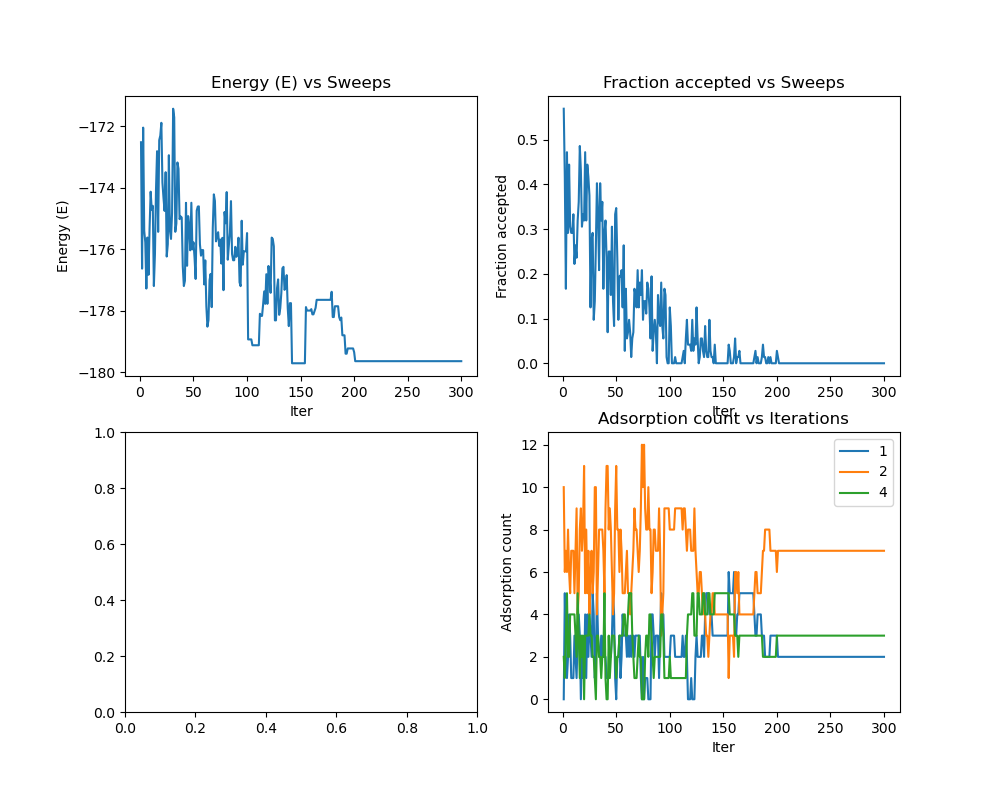 Energy (E) vs Sweeps
Energy (E)
−172
−174
−176
−178
−180
0 50 100 150 200 250 300
Iter
Fraction accepted vs Sweeps
Fraction accepted
0.5
0.4
0.3
0.2
0.1
0.0
0 50 100 150 200 250 300
Iter
1.0
0.8
0.6
0.4
0.2
0.0
0.0 0.2 0.4 0.6 0.8 1.0
Adsorption count vs Iterations
Adsorption count
12
10
8
6
4
2
0
0 50 100 150 200 250 300
Iter
1
2
4